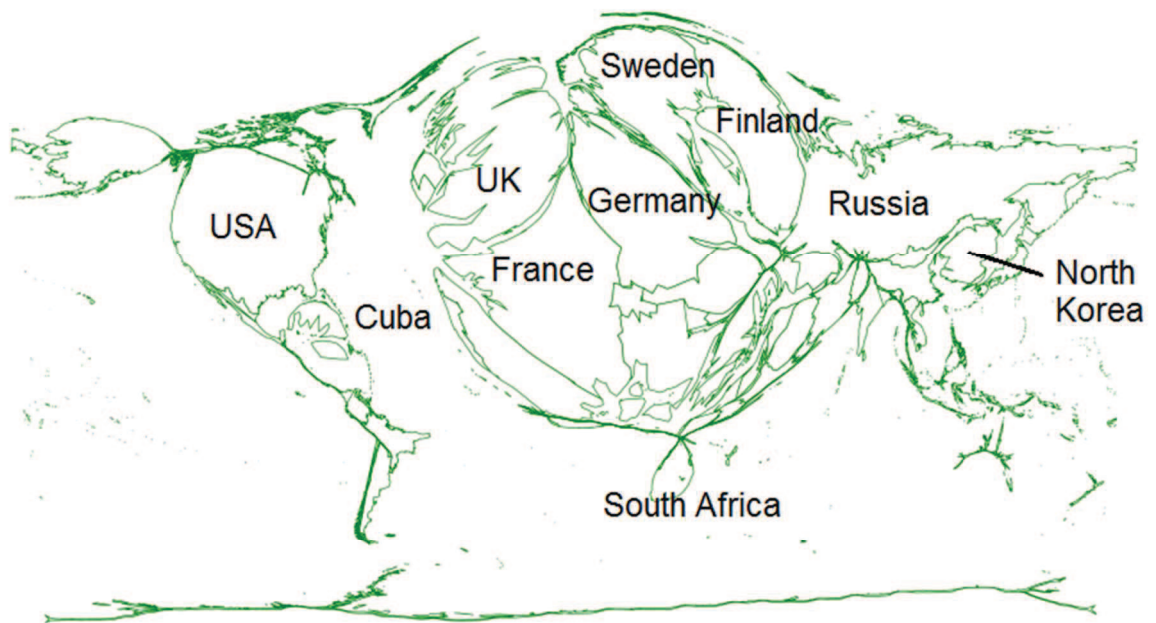 Sweden
Finland
UK
Germany
Russia
USA
France
North
Korea
Cuba
South Africa